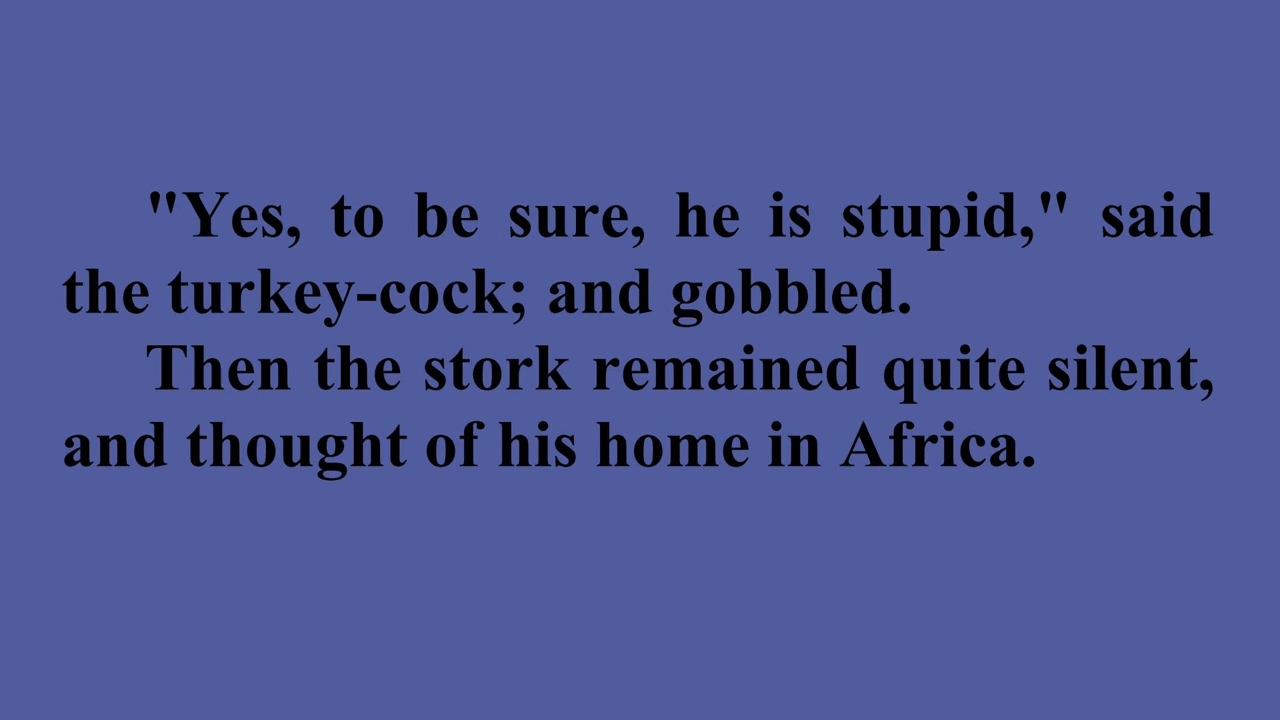 "Yes, to be sure, he is stupid," said
the turkey-cock; and gobbled.
Then the stork remained quite silent,
and thought of his home in Africa.